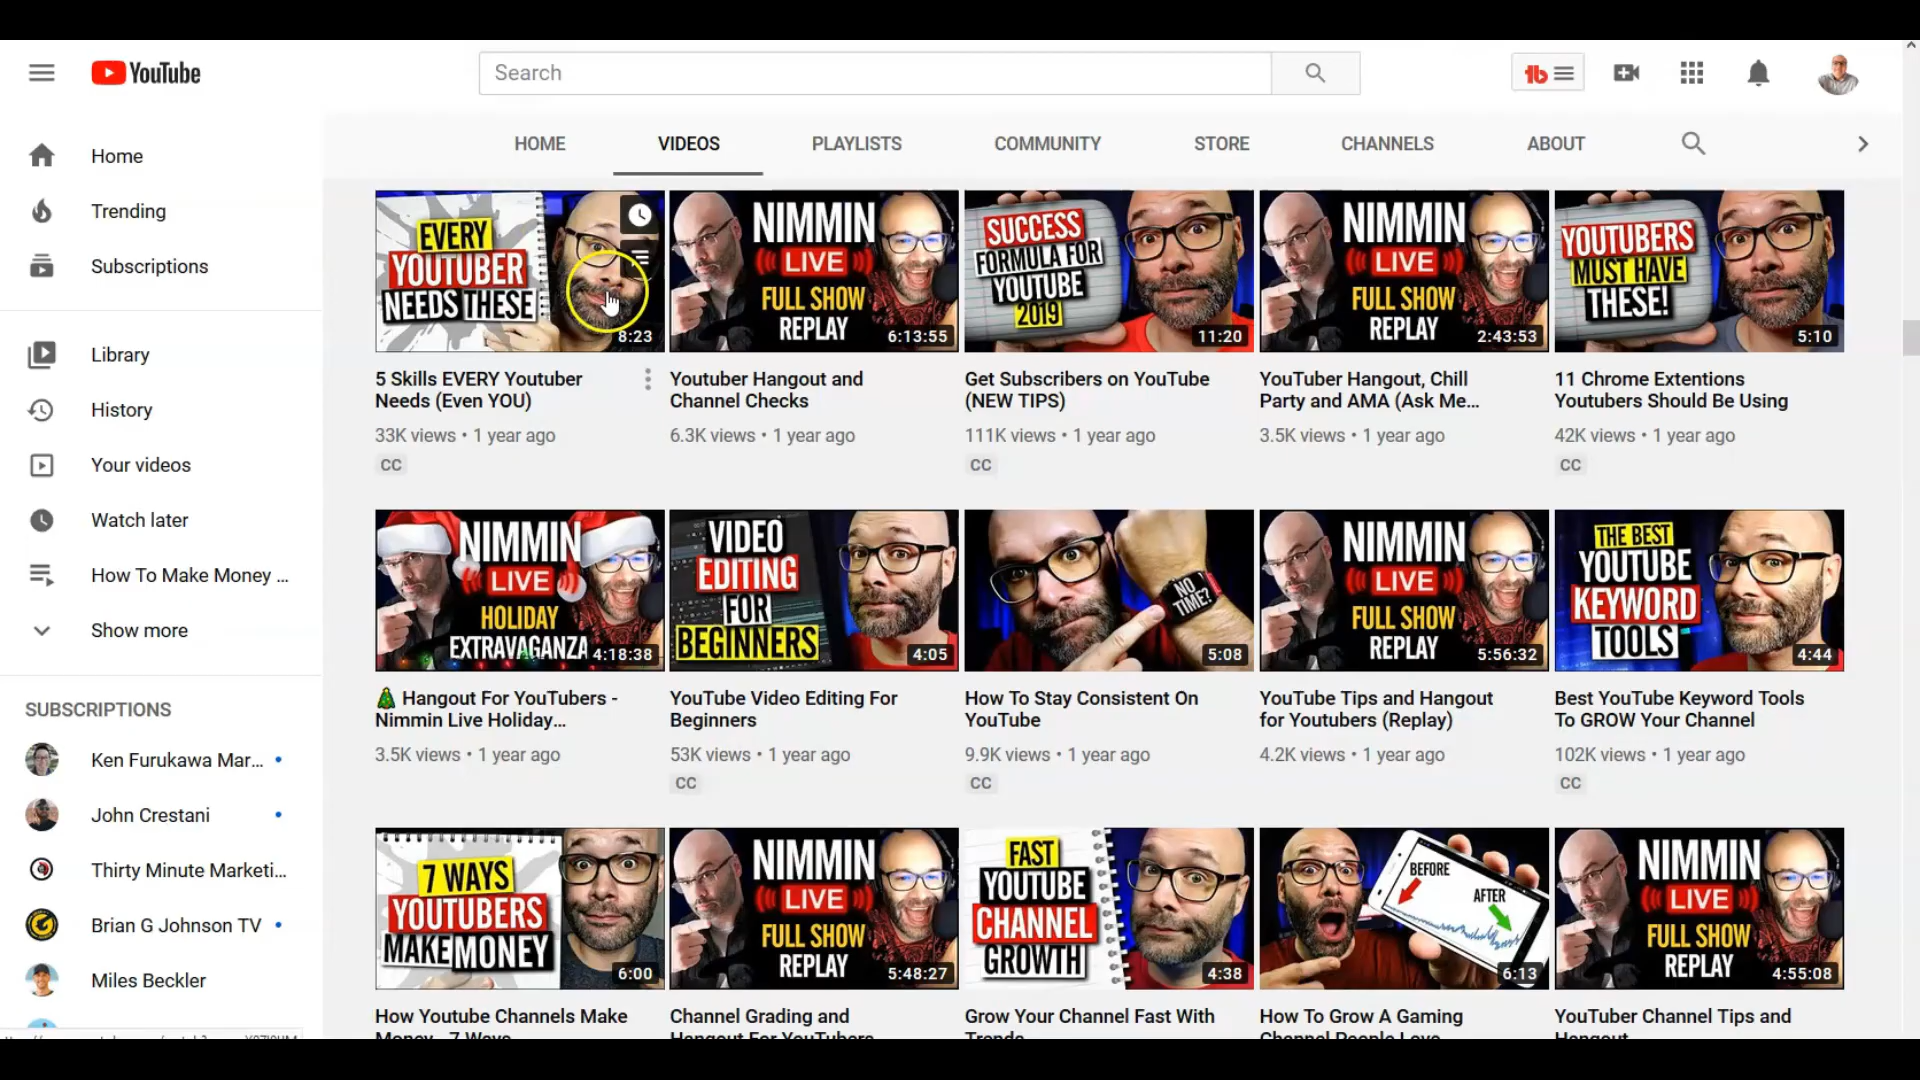 YouTube
Search
tb
HOME
VIDEOS
PLAYLISTS
COMMUNITY
STORE
CHANNELS
ABOUT
Home
Trending
Subscriptions
Library
History
Your videos
Watch later
How To Make Money ...
Show more
SUBSCRIPTIONS
Ken Furukawa Mar...
John Crestani
Thirty Minute Marketi...
Brian G Johnson TV
Miles Beckler
EVERY
YOUTUBER
NEEDS THESE
8:23
5 Skills EVERY Youtuber
Needs (Even YOU)
33K views • 1 year ago
CC
NIMMIN
LIVE
FULL SHOW
REPLAY
6:13:55
Youtuber Hangout and
Channel Checks
6.3K views • 1 year ago
SUCCESS
FORMULA FOR
YOUTUBE
2019
11:20
Get Subscribers on YouTube
(NEW TIPS)
111K views • 1 year ago
CC
NIMMIN
LIVE
FULL SHOW
REPLAY
2:43:53
YouTuber Hangout, Chill
Party and AMA (Ask Me...
3.5K views • 1 year ago
YOUTUBERS
MUST HAVE
THESE!
5:10
11 Chrome Extentions
Youtubers Should Be Using
42K views • 1 year ago
CC
NIMMIN
LIVE
HOLIDAY
EXTRAVAGANZA
4:18:38
Hangout For YouTubers -
Nimmin Live Holiday...
3.5K views • 1 year ago
VIDEO
EDITING
FOR
BEGINNERS
4:05
YouTube Video Editing For
Beginners
53K views • 1 year ago
CC
NO
TIME?
5:08
How To Stay Consistent On
YouTube
9.9K views • 1 year ago
CC
NIMMIN
LIVE
FULL SHOW
REPLAY
5:56:32
YouTube Tips and Hangout
for Youtubers (Replay)
4.2K views • 1 year ago
THE BEST
YOUTUBE
KEYWORD
TOOLS
4:44
Best YouTube Keyword Tools
To GROW Your Channel
102K views • 1 year ago
CC
7 WAYS
YOUTUBERS
MAKE MONEY
6:00
How Youtube Channels Make
Money - 7 Ways
NIMMIN
LIVE
FULL SHOW
REPLAY
5:48:27
Channel Grading and
Hangout For YouTubers
FAST
YOUTUBE
CHANNEL
GROWTH
4:38
Grow Your Channel Fast With
Trends
BEFORE
AFTER
6:13
How To Grow A Gaming
Channel People Love
NIMMIN
LIVE
FULL SHOW
REPLAY
4:55:08
YouTuber Channel Tips and
Hangout